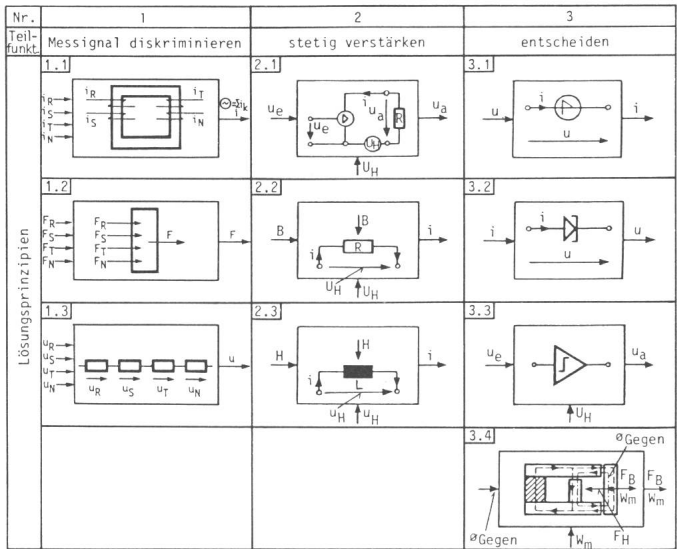 Nr. 1 2 3
Teil-
funkt. Messignal diskriminieren stetig verstärken entscheiden
Lösungsprinzipien
1.1
i_R
i_S
i_T
i_N
i_R i_T
i_S i_N
=Σi_k
i
2.1
u_e
u_e
i u_a
R
U_H
u_a
U_H
3.1
u
i
u
i
1.2
F_R
F_S
F_T
F_N
F_R
F_S
F_T
F_N
F
F
2.2
B
B
R
i
U_H
U_H
i
3.2
i
i
u
u
1.3
u_R
u_S
u_T
u_N
u_R u_S u_T u_N
u
2.3
H
H
i
L
u_H
u_H
i
3.3
u_e
u_a
U_H
3.4
øGegen
øGegen
F_B
W_m
F_B
W_m
F_H
W_m